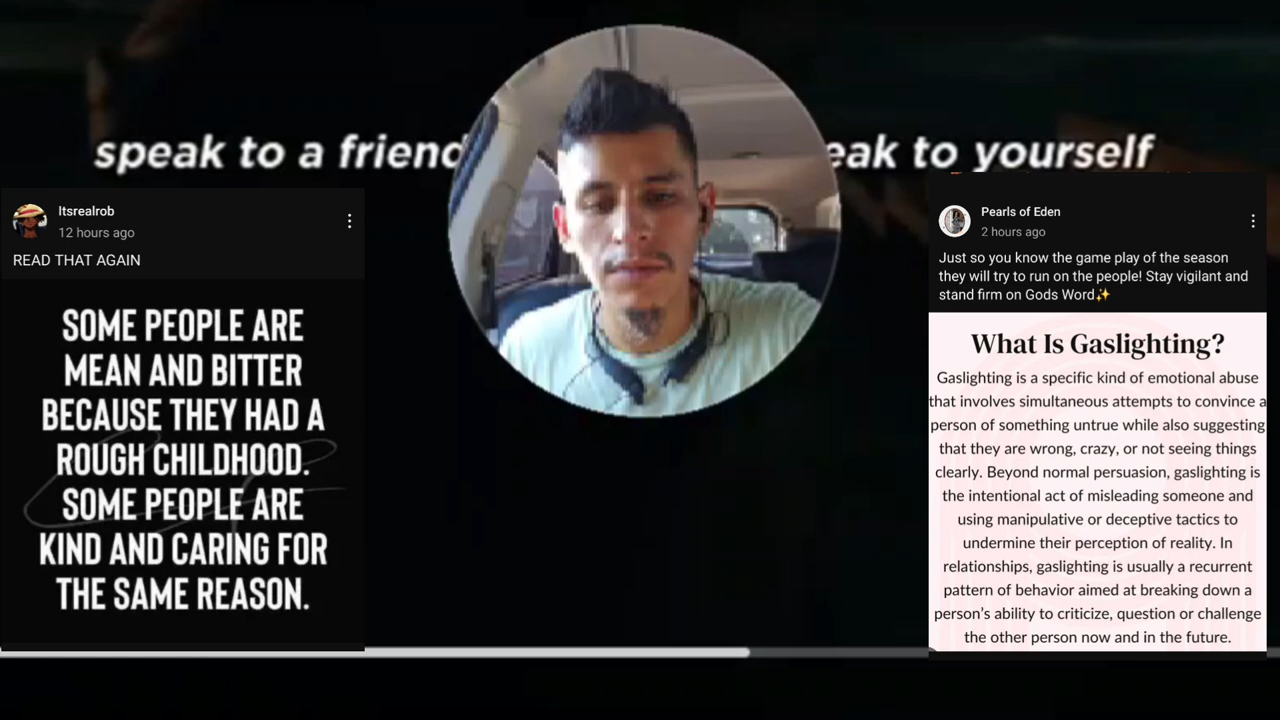 speak to a friend
eak to yourself
Itsrealrob
12 hours ago
READ THAT AGAIN
SOME PEOPLE ARE
MEAN AND BITTER
BECAUSE THEY HAD A
ROUGH CHILDHOOD.
SOME PEOPLE ARE
KIND AND CARING FOR
THE SAME REASON.
Pearls of Eden
2 hours ago
Just so you know the game play of the season
they will try to run on the people! Stay vigilant and
stand firm on Gods Word✨
What Is Gaslighting?
Gaslighting is a specific kind of emotional abuse
that involves simultaneous attempts to convince a
person of something untrue while also suggesting
that they are wrong, crazy, or not seeing things
clearly. Beyond normal persuasion, gaslighting is
the intentional act of misleading someone and
using manipulative or deceptive tactics to
undermine their perception of reality. In
relationships, gaslighting is usually a recurrent
pattern of behavior aimed at breaking down a
person’s ability to criticize, question or challenge
the other person now and in the future.